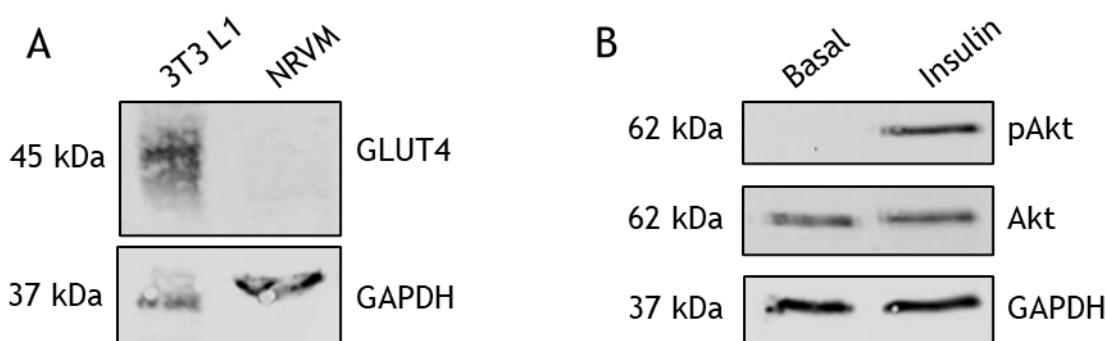 A
3T3 L1
NRVM
45 kDa
GLUT4
37 kDa
GAPDH
B
Basal
Insulin
62 kDa
pAkt
62 kDa
Akt
37 kDa
GAPDH